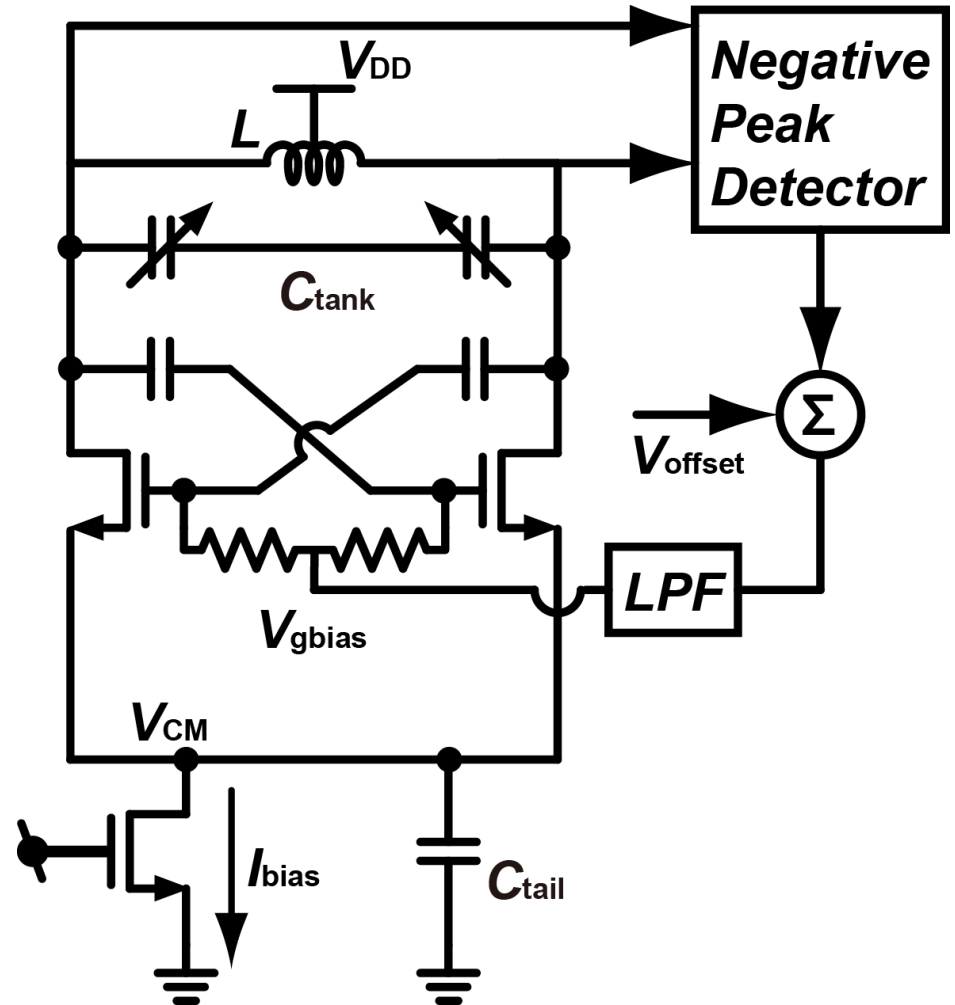 Negative
Peak
Detector
VDD
L
Ctank
Σ
Voffset
LPF
Vgbias
VCM
Ibias
Ctail